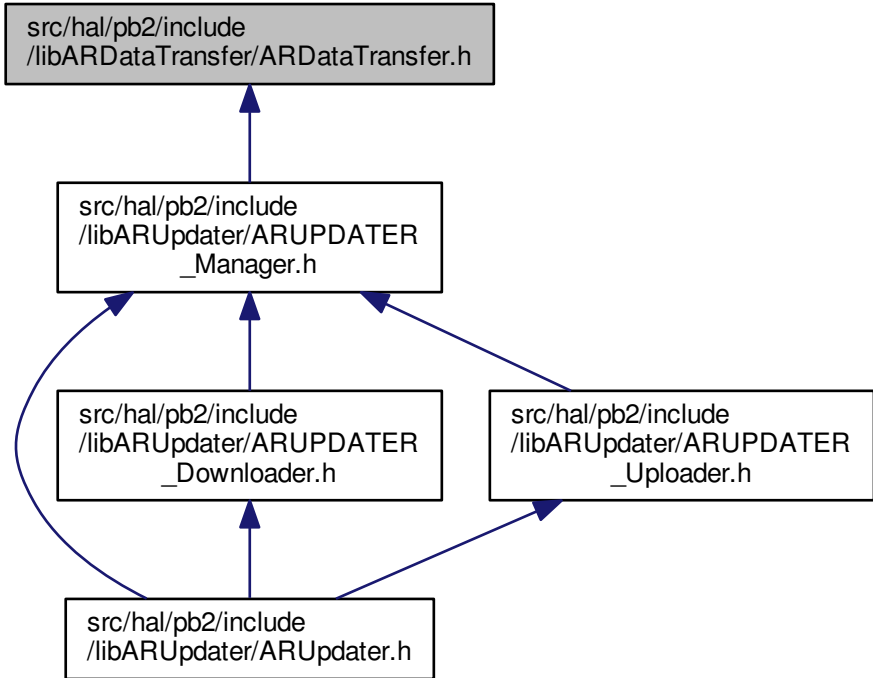 src/hal/pb2/include
/libARDataTransfer/ARDataTransfer.h
src/hal/pb2/include
/libARUpdater/ARUPDATER
_Manager.h
src/hal/pb2/include
/libARUpdater/ARUPDATER
_Downloader.h
src/hal/pb2/include
/libARUpdater/ARUPDATER
_Uploader.h
src/hal/pb2/include
/libARUpdater/ARUpdater.h